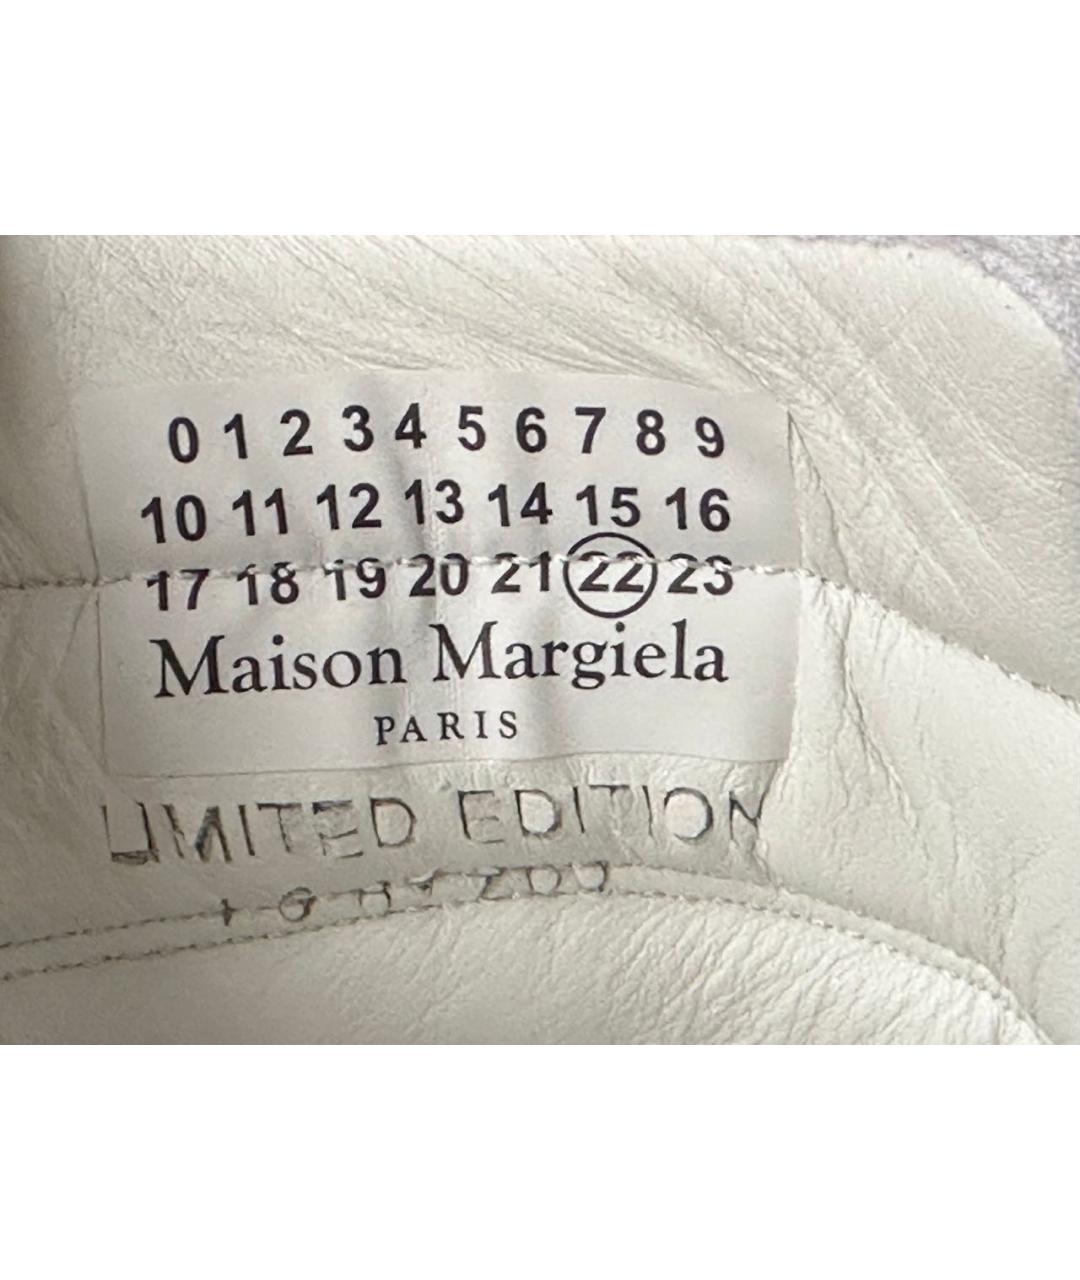 0 1 2 3 4 5 6 7 8 9
10 11 12 13 14 15 16
17 18 19 20 21 22 23
Maison Margiela
PARIS
LIMITED EDITION